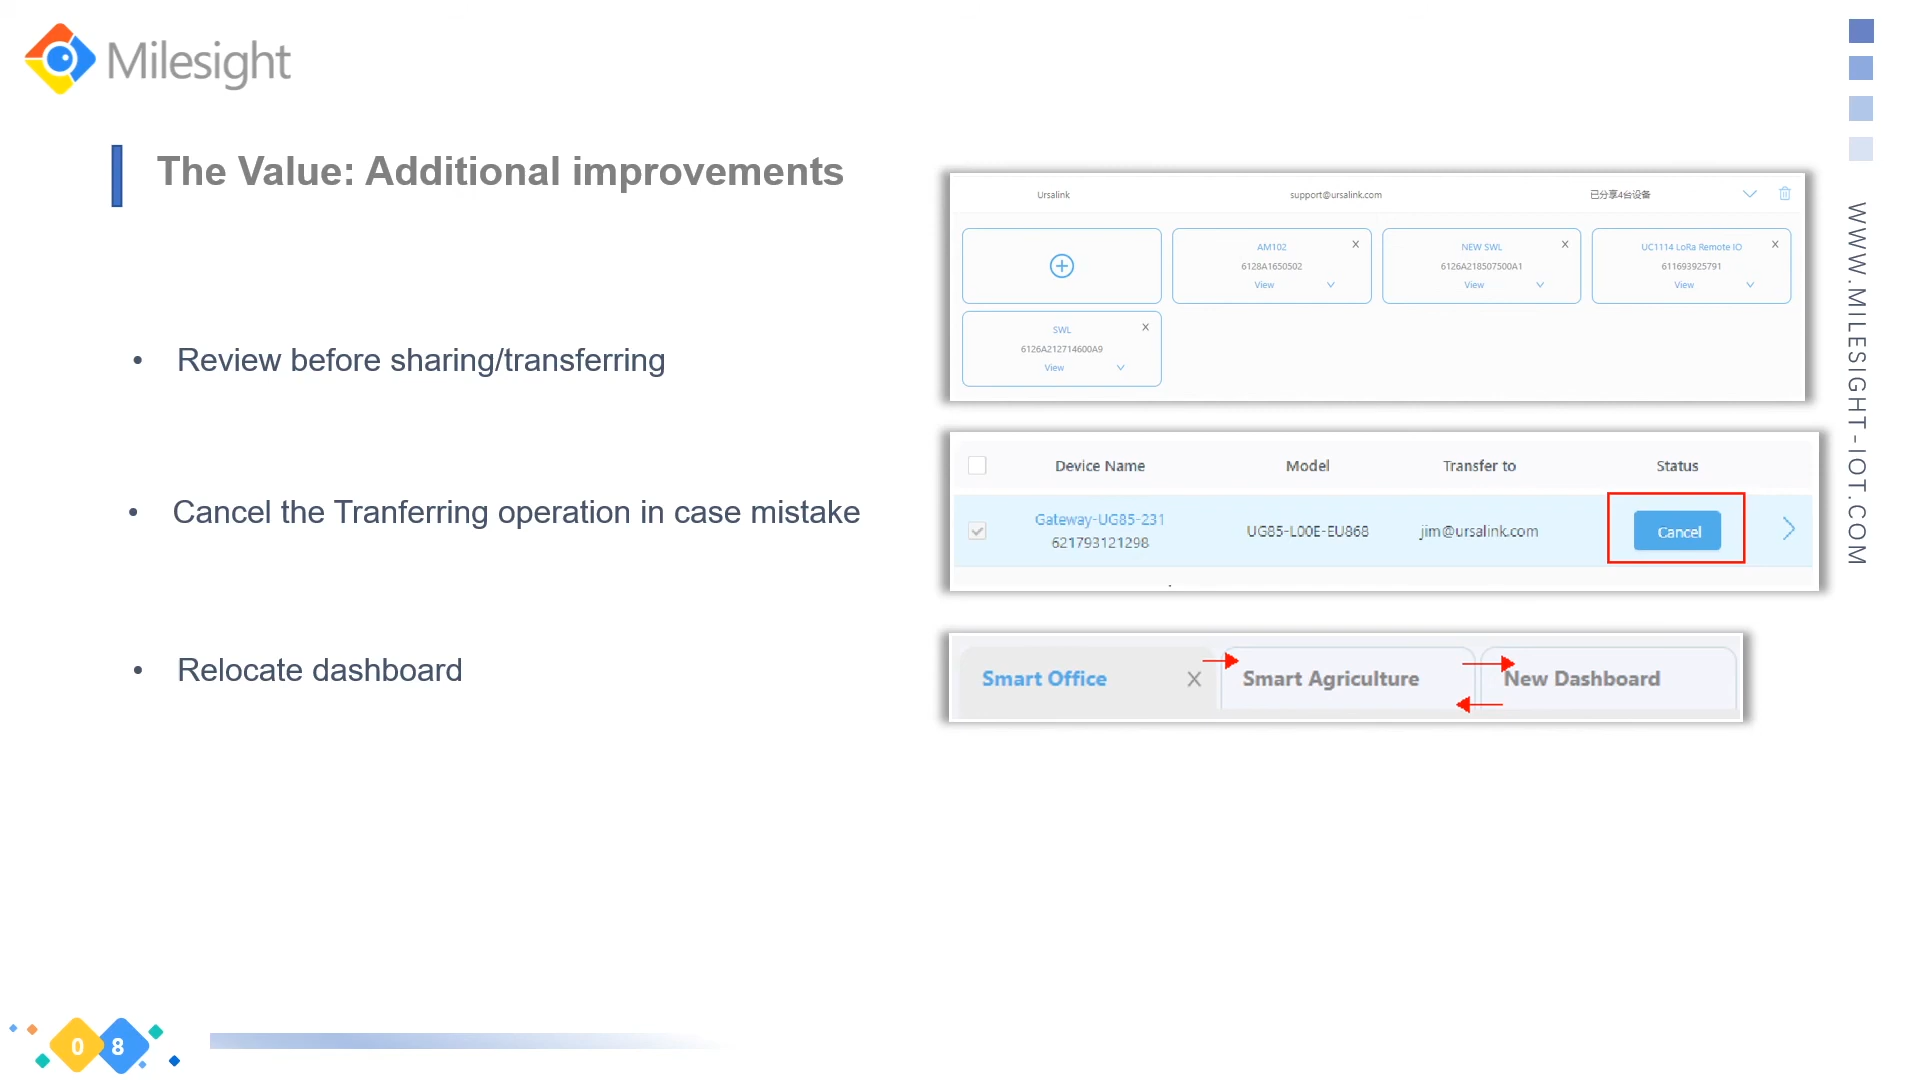 Milesight
The Value: Additional improvements
• Review before sharing/transferring
• Cancel the Tranferring operation in case mistake
• Relocate dashboard
Ursalink support@ursalink.com 已分享4台设备
AM102 X NEW SWL X UC1114 LoRa Remote IO X
6128A1650502 6126A218507500A1 611693925791
View View View
SWL X
6126A212714600A9
View
Device Name Model Transfer to Status
Gateway-UG85-231
621793121298 UG85-L00E-EU868 jim@ursalink.com Cancel
Smart Office X Smart Agriculture New Dashboard
WWW.MILESIGHT-IOT.COM
0 8